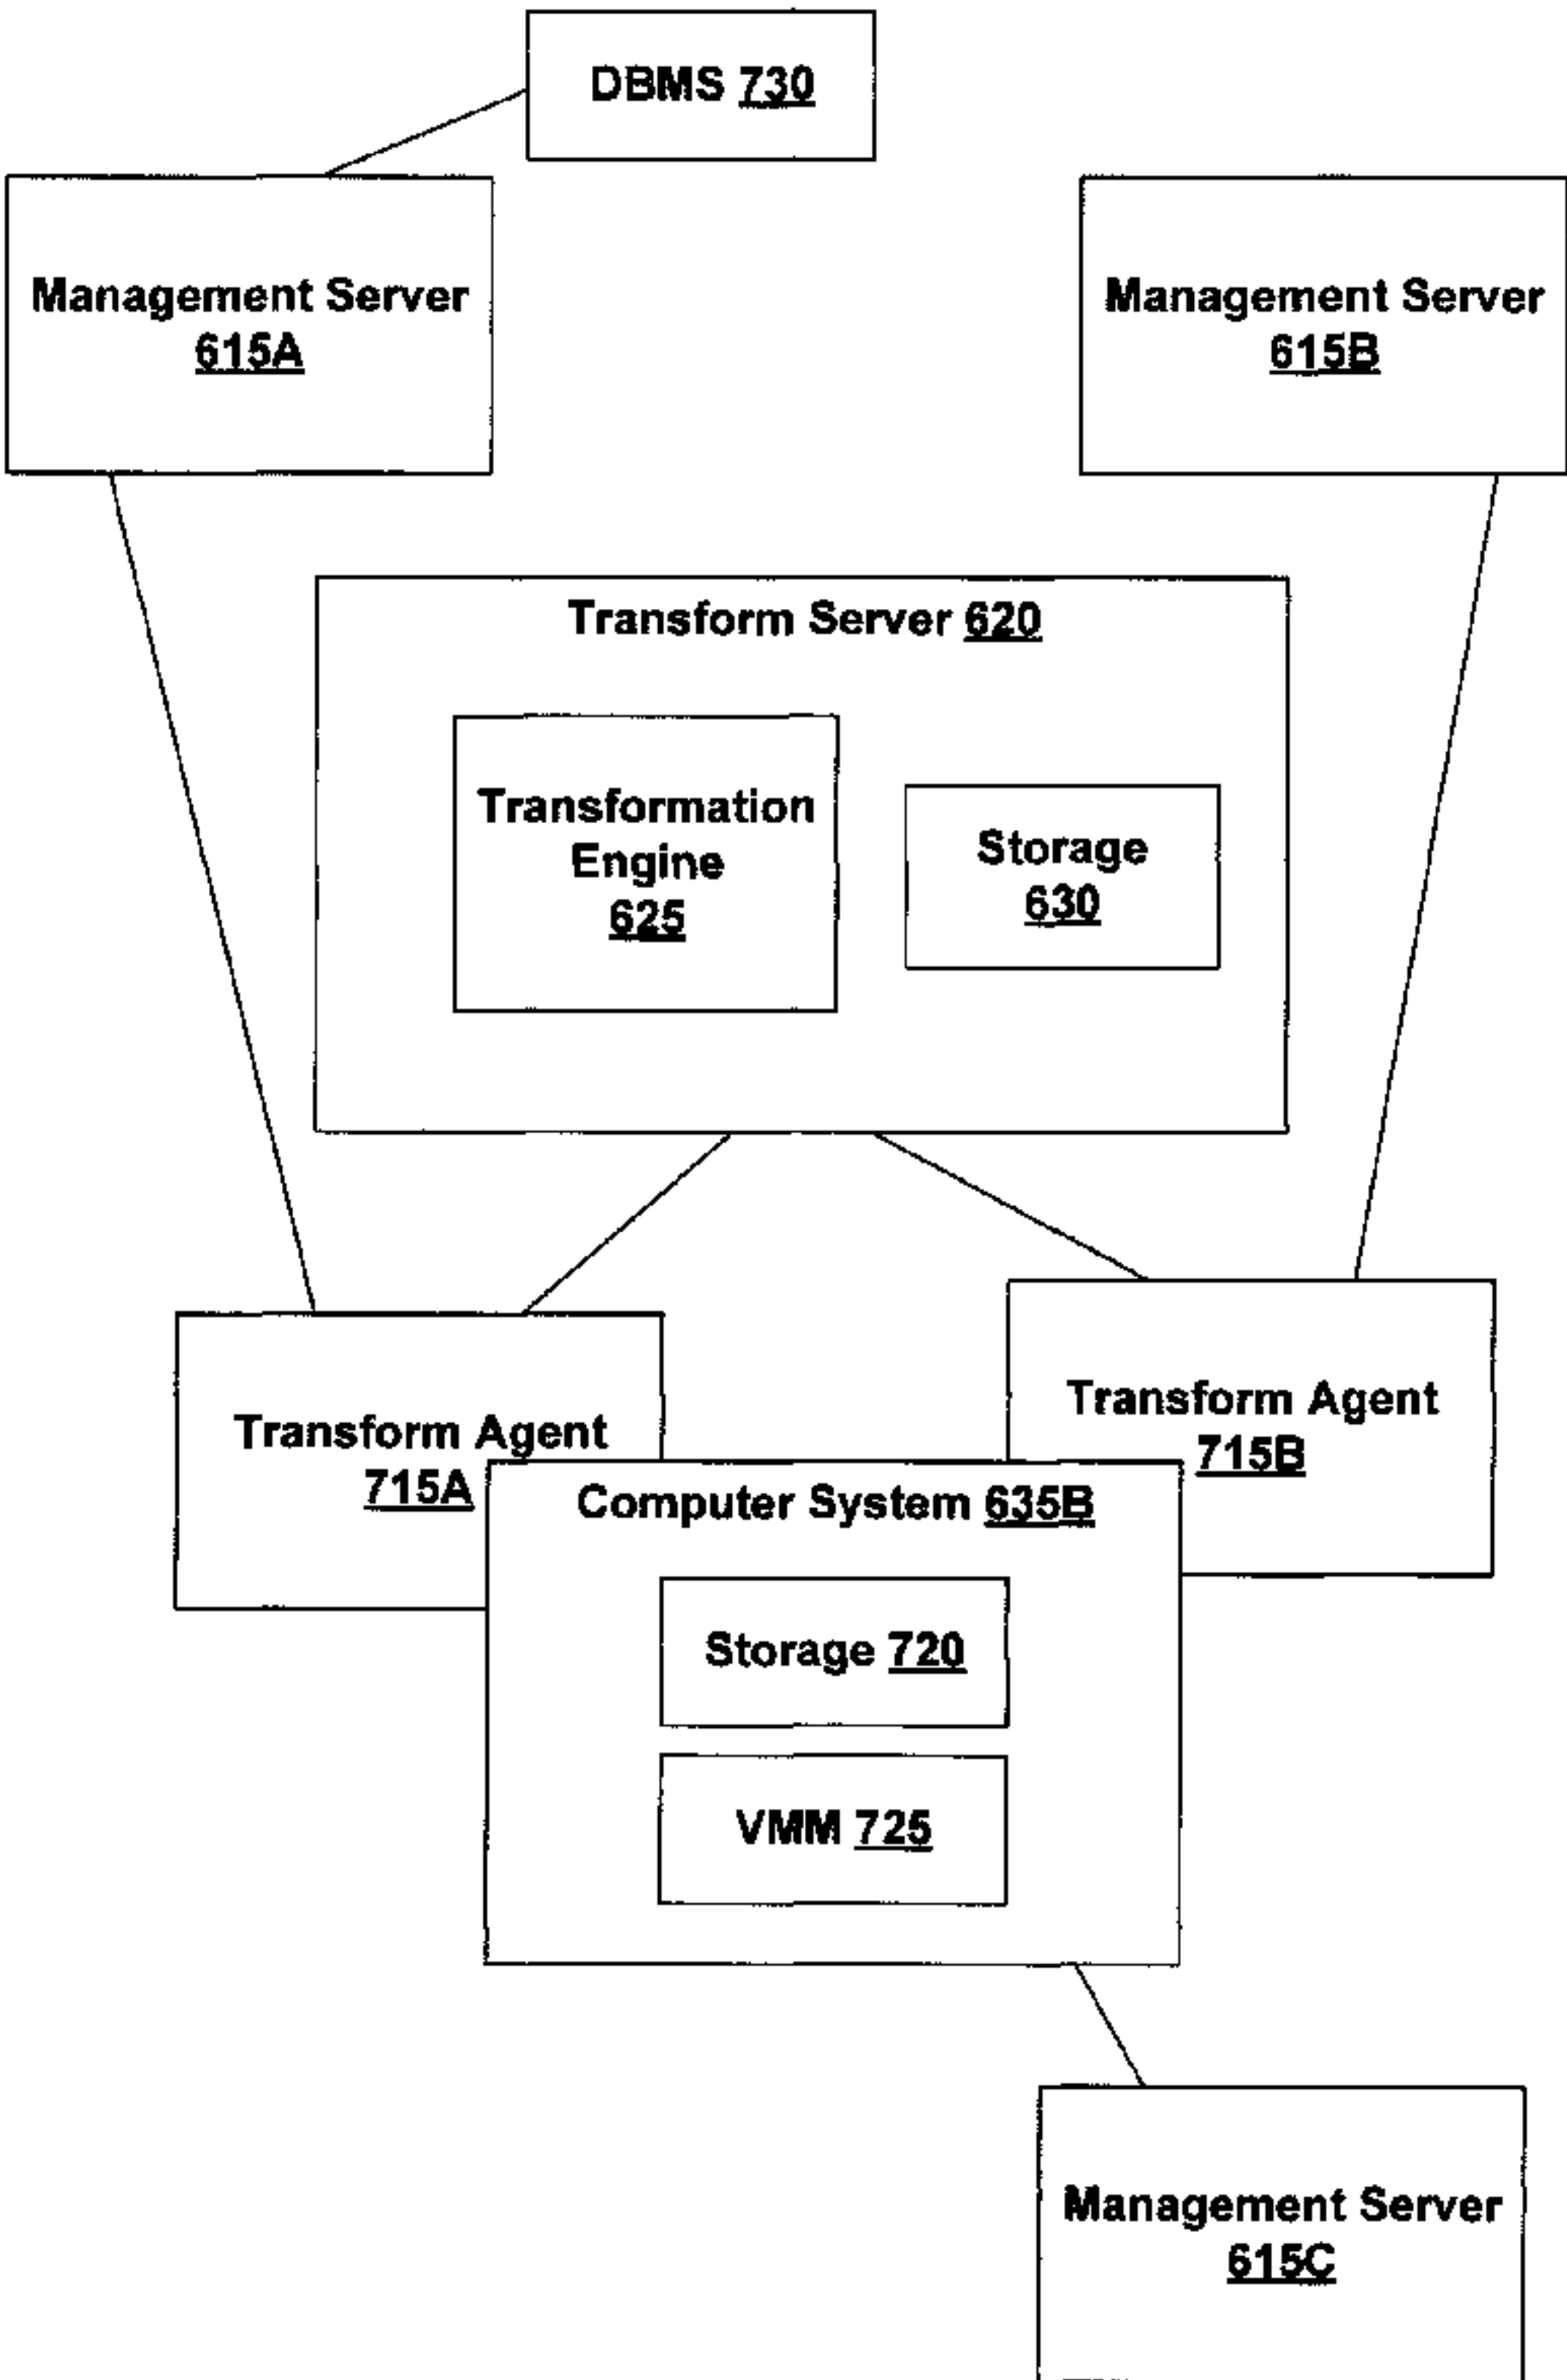 DBMS 730
Management Server
615A
Management Server
615B
Transform Server 620
Transformation
Engine
625
Storage
630
Transform Agent
715A
Transform Agent
715B
Computer System 635B
Storage 720
VMM 725
Management Server
615C